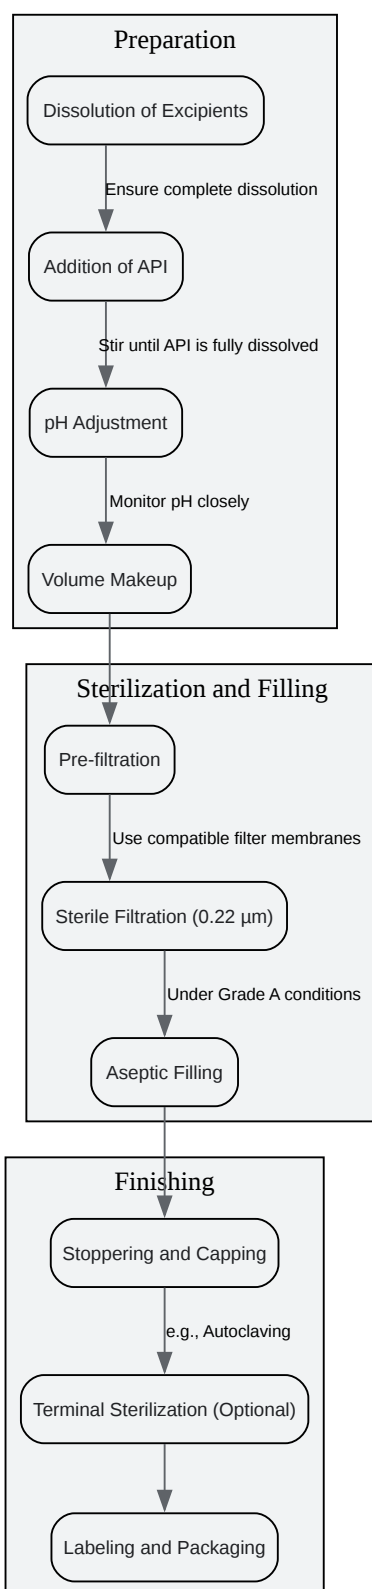 Preparation
Dissolution of Excipients
Ensure complete dissolution
Addition of API
Stir until API is fully dissolved
pH Adjustment
Monitor pH closely
Volume Makeup
Sterilization and Filling
Pre-filtration
Use compatible filter membranes
Sterile Filtration (0.22 µm)
Under Grade A conditions
Aseptic Filling
Finishing
Stoppering and Capping
e.g., Autoclaving
Terminal Sterilization (Optional)
Labeling and Packaging